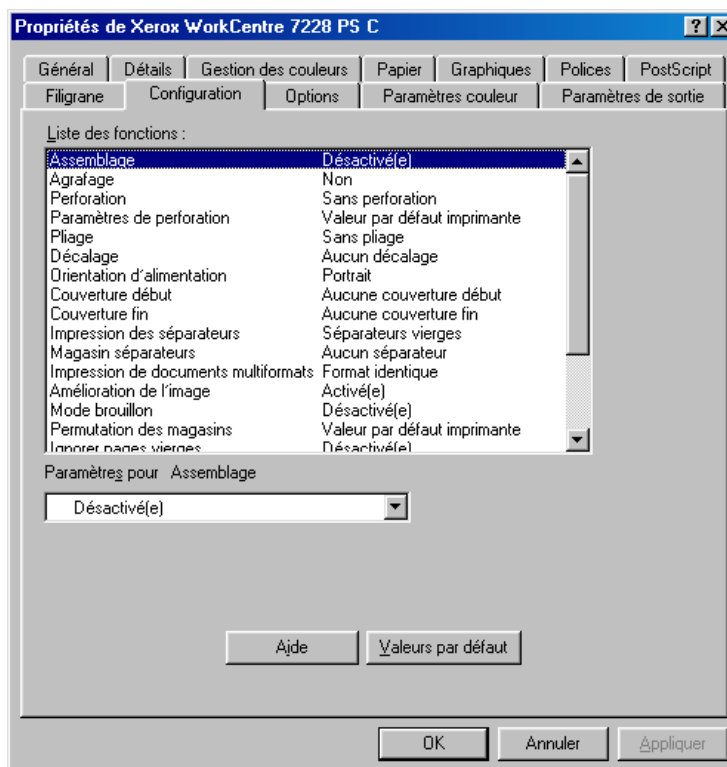 Propriétés de Xerox WorkCentre 7228 PS C
Général Détails Gestion des couleurs Papier Graphiques Polices PostScript
Filigrane Configuration Options Paramètres couleur Paramètres de sortie
Liste des fonctions :
Assemblage Désactivé(e)
Agrafage Non
Perforation Sans perforation
Paramètres de perforation Valeur par défaut imprimante
Pliage Sans pliage
Décalage Aucun décalage
Orientation d'alimentation Portrait
Couverture début Aucune couverture début
Couverture fin Aucune couverture fin
Impression des séparateurs Séparateurs vierges
Magasin séparateurs Aucun séparateur
Impression de documents multiformats Format identique
Amélioration de l'image Activé(e)
Mode brouillon Désactivé(e)
Permutation des magasins Valeur par défaut imprimante
Ignorer pages vierges Désactivé(e)
Paramètres pour Assemblage
Désactivé(e)
Aide Valeurs par défaut
OK Annuler Appliquer